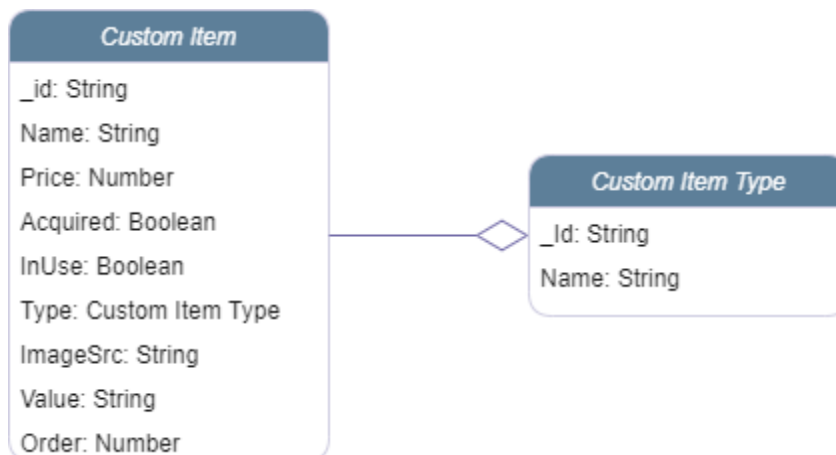 Custom Item
_id: String
Name: String
Price: Number
Acquired: Boolean
InUse: Boolean
Type: Custom Item Type
ImageSrc: String
Value: String
Order: Number
Custom Item Type
_Id: String
Name: String